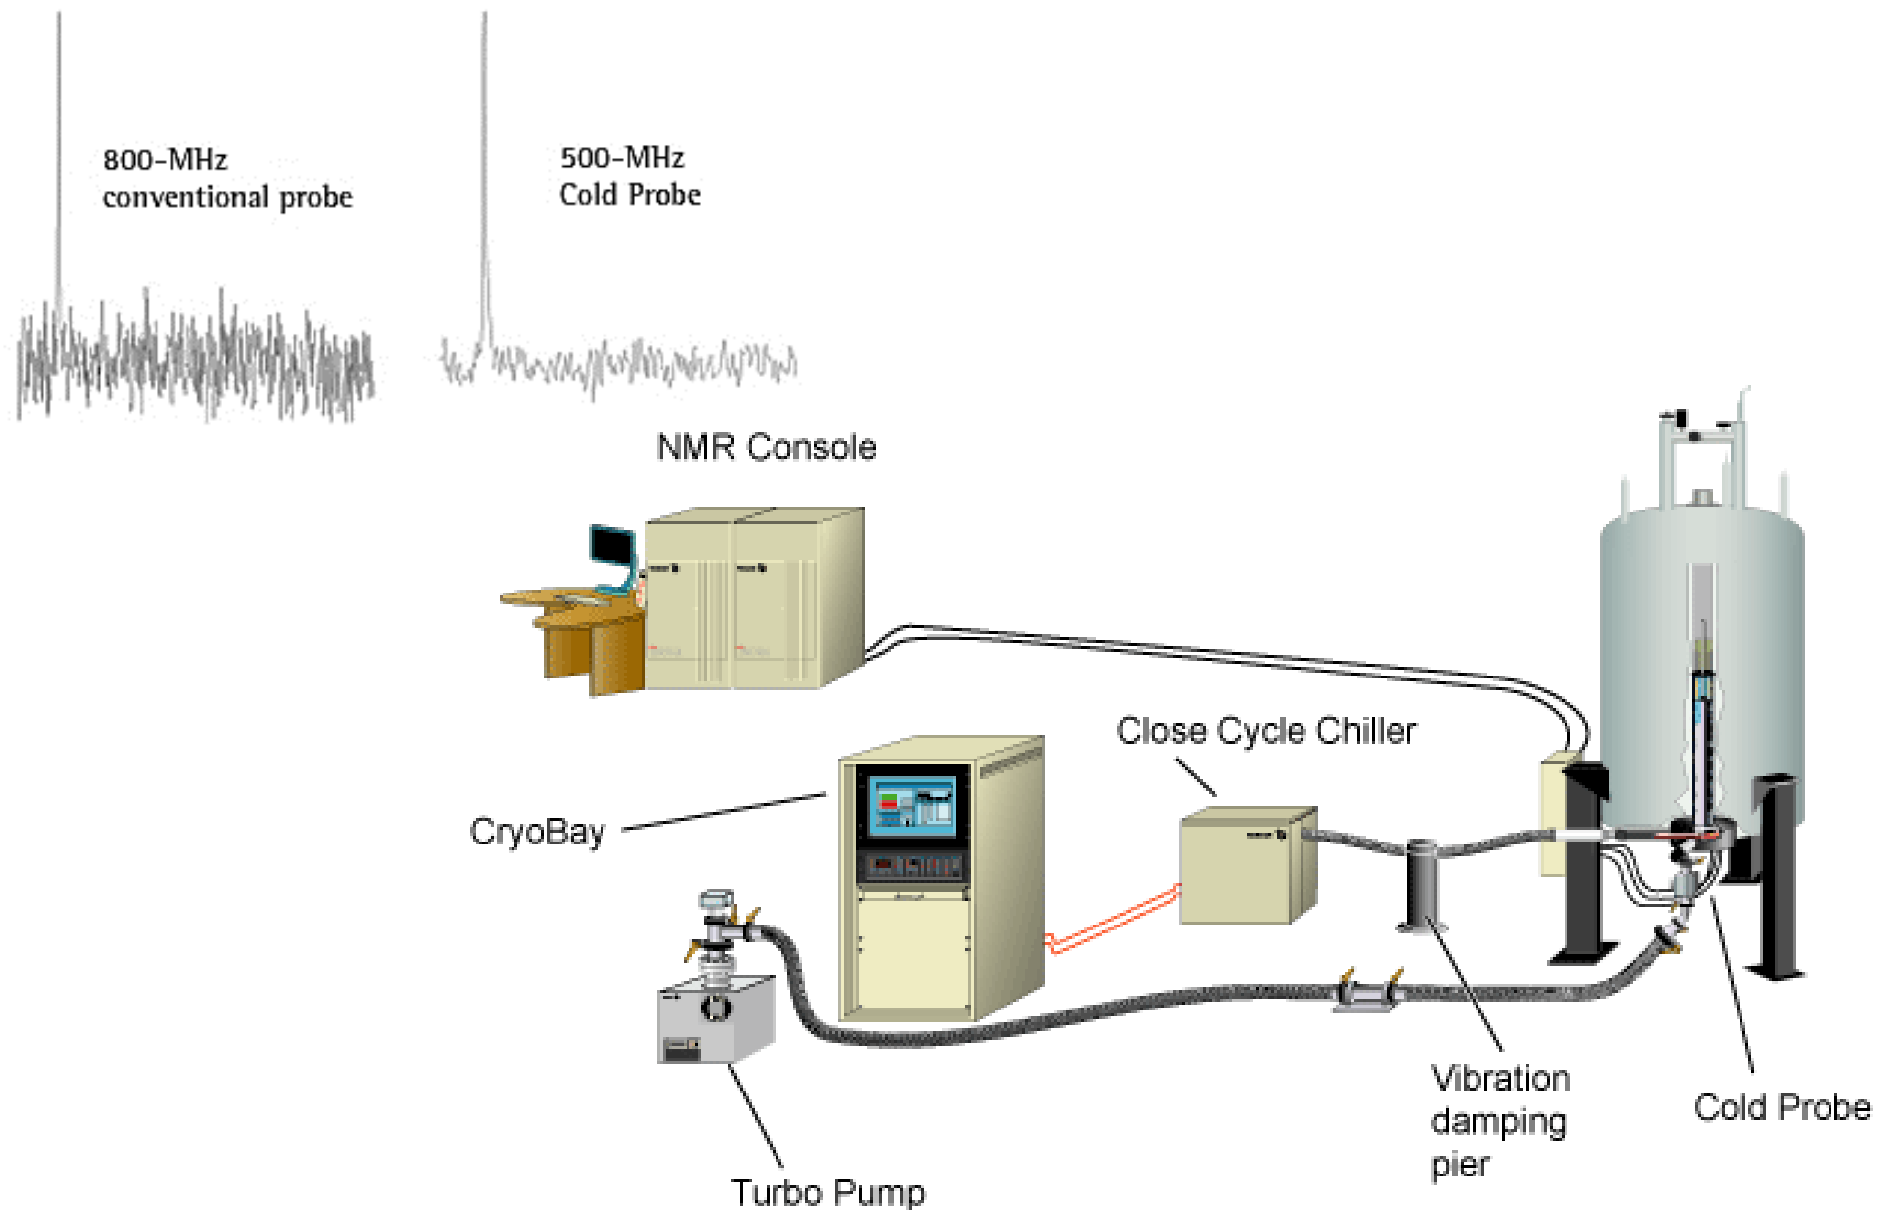 800-MHz
conventional probe
500-MHz
Cold Probe
NMR Console
Close Cycle Chiller
CryoBay
Vibration
damping
pier
Cold Probe
Turbo Pump